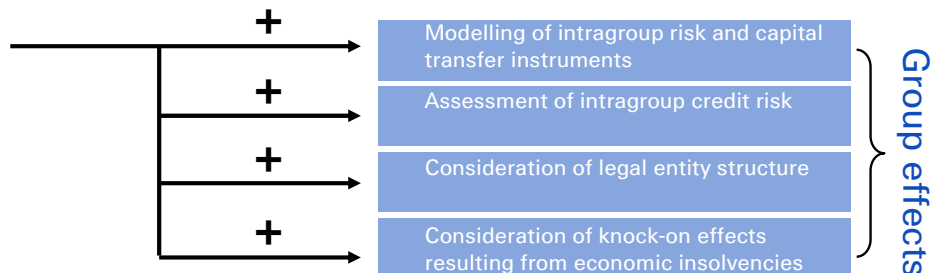 +
Modelling of intragroup risk and capital
transfer instruments
+
Assessment of intragroup credit risk
+
Consideration of legal entity structure
+
Consideration of knock-on effects
resulting from economic insolvencies
Group effects